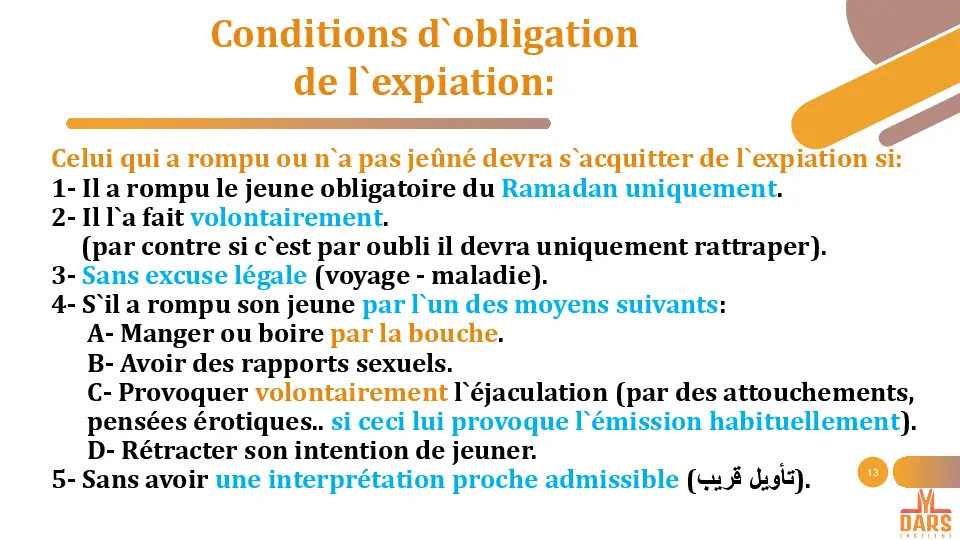 Conditions d`obligation
de l`expiation:
Celui qui a rompu ou n`a pas jeûné devra s`acquitter de l`expiation si:
1- Il a rompu le jeune obligatoire du Ramadan uniquement.
2- Il l`a fait volontairement.
(par contre si c`est par oubli il devra uniquement rattraper).
3- Sans excuse légale (voyage - maladie).
4- S`il a rompu son jeune par l`un des moyens suivants:
A- Manger ou boire par la bouche.
B- Avoir des rapports sexuels.
C- Provoquer volontairement l`éjaculation (par des attouchements,
pensées érotiques.. si ceci lui provoque l`émission habituellement).
D- Rétracter son intention de jeuner.
5- Sans avoir une interprétation proche admissible (تأويل قريب).
13
DARS
INSTITUT